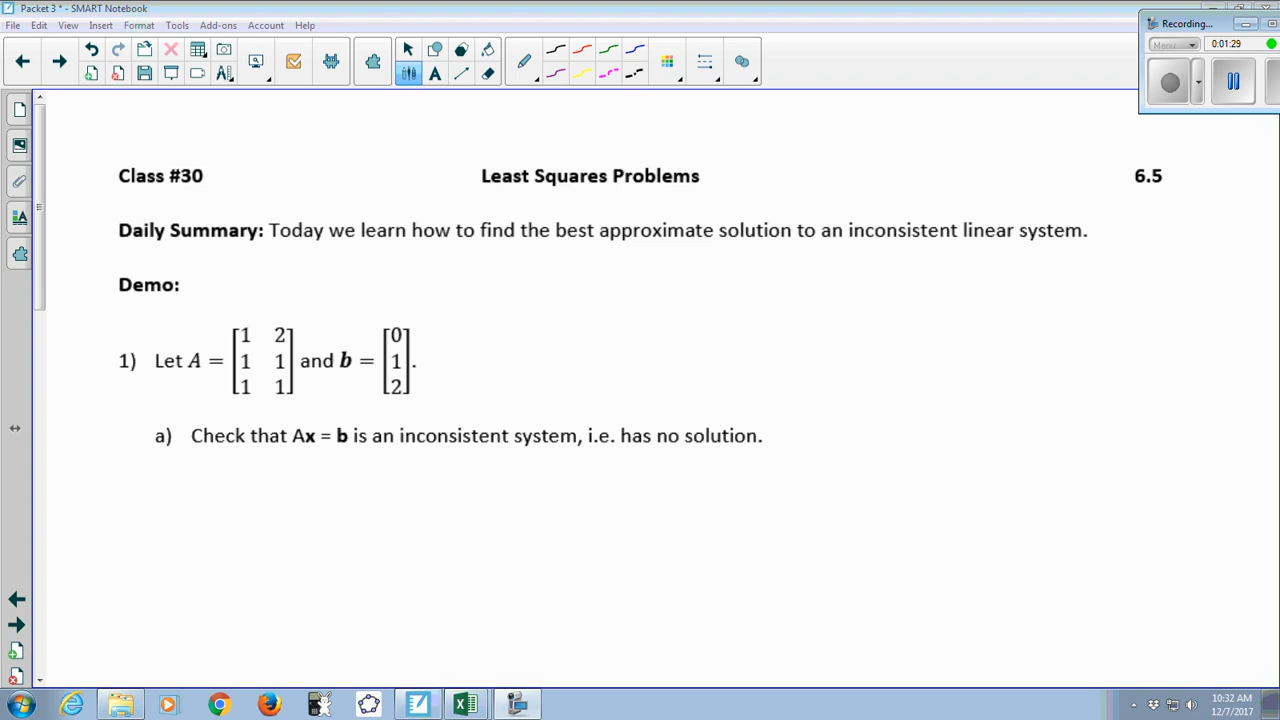 Packet 3 * - SMART Notebook
File Edit View Insert Format Tools Add-ons Account Help
Recording...
Menu 0:01:29
Class #30 Least Squares Problems 6.5
Daily Summary: Today we learn how to find the best approximate solution to an inconsistent linear system.
Demo:
1) Let A = [1 2; 1 1; 1 1] and b = [0; 1; 2].
a) Check that Ax = b is an inconsistent system, i.e. has no solution.
10:32 AM
12/7/2017